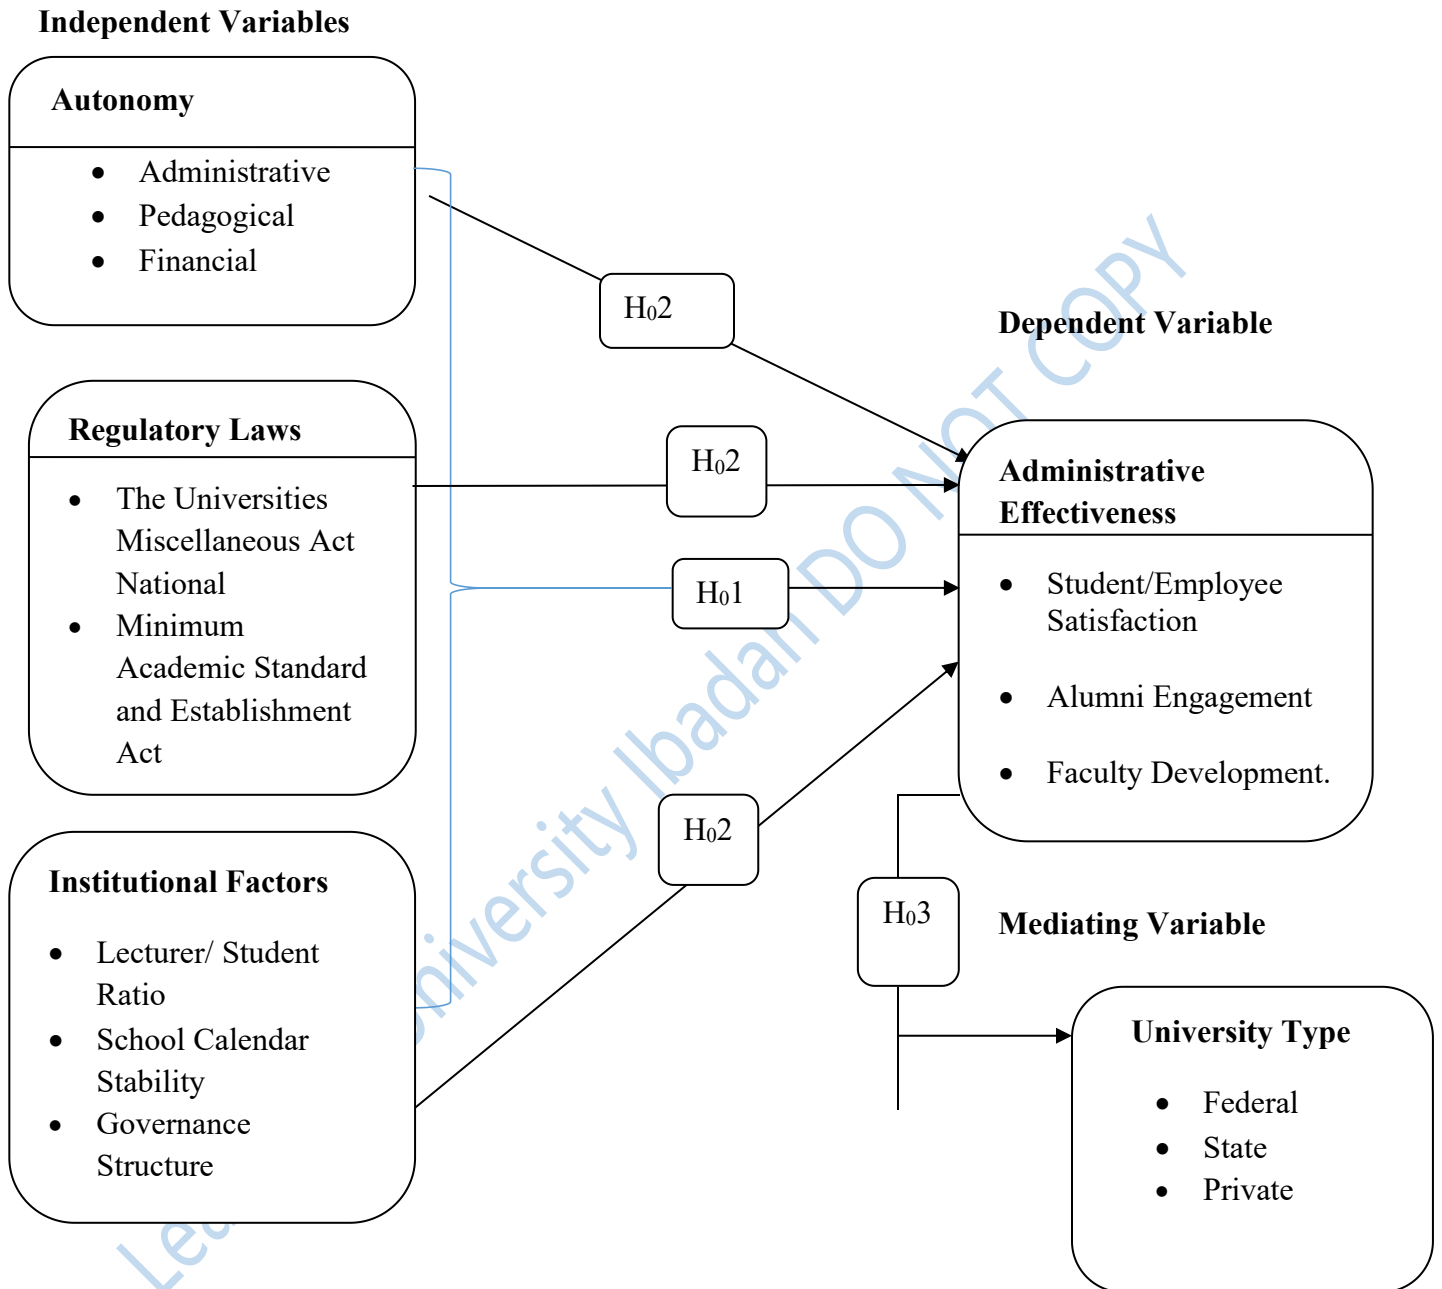 Independent Variables
Autonomy
• Administrative
• Pedagogical
• Financial
H₀2
Dependent Variable
Regulatory Laws
• The Universities
Miscellaneous Act
National
• Minimum
Academic Standard
and Establishment
Act
H₀2
H₀1
Administrative
Effectiveness
• Student/Employee
Satisfaction
• Alumni Engagement
• Faculty Development.
Institutional Factors
• Lecturer/ Student
Ratio
• School Calendar
Stability
• Governance
Structure
H₀2
H₀3
Mediating Variable
University Type
• Federal
• State
• Private
University Ibadan DO NOT COPY